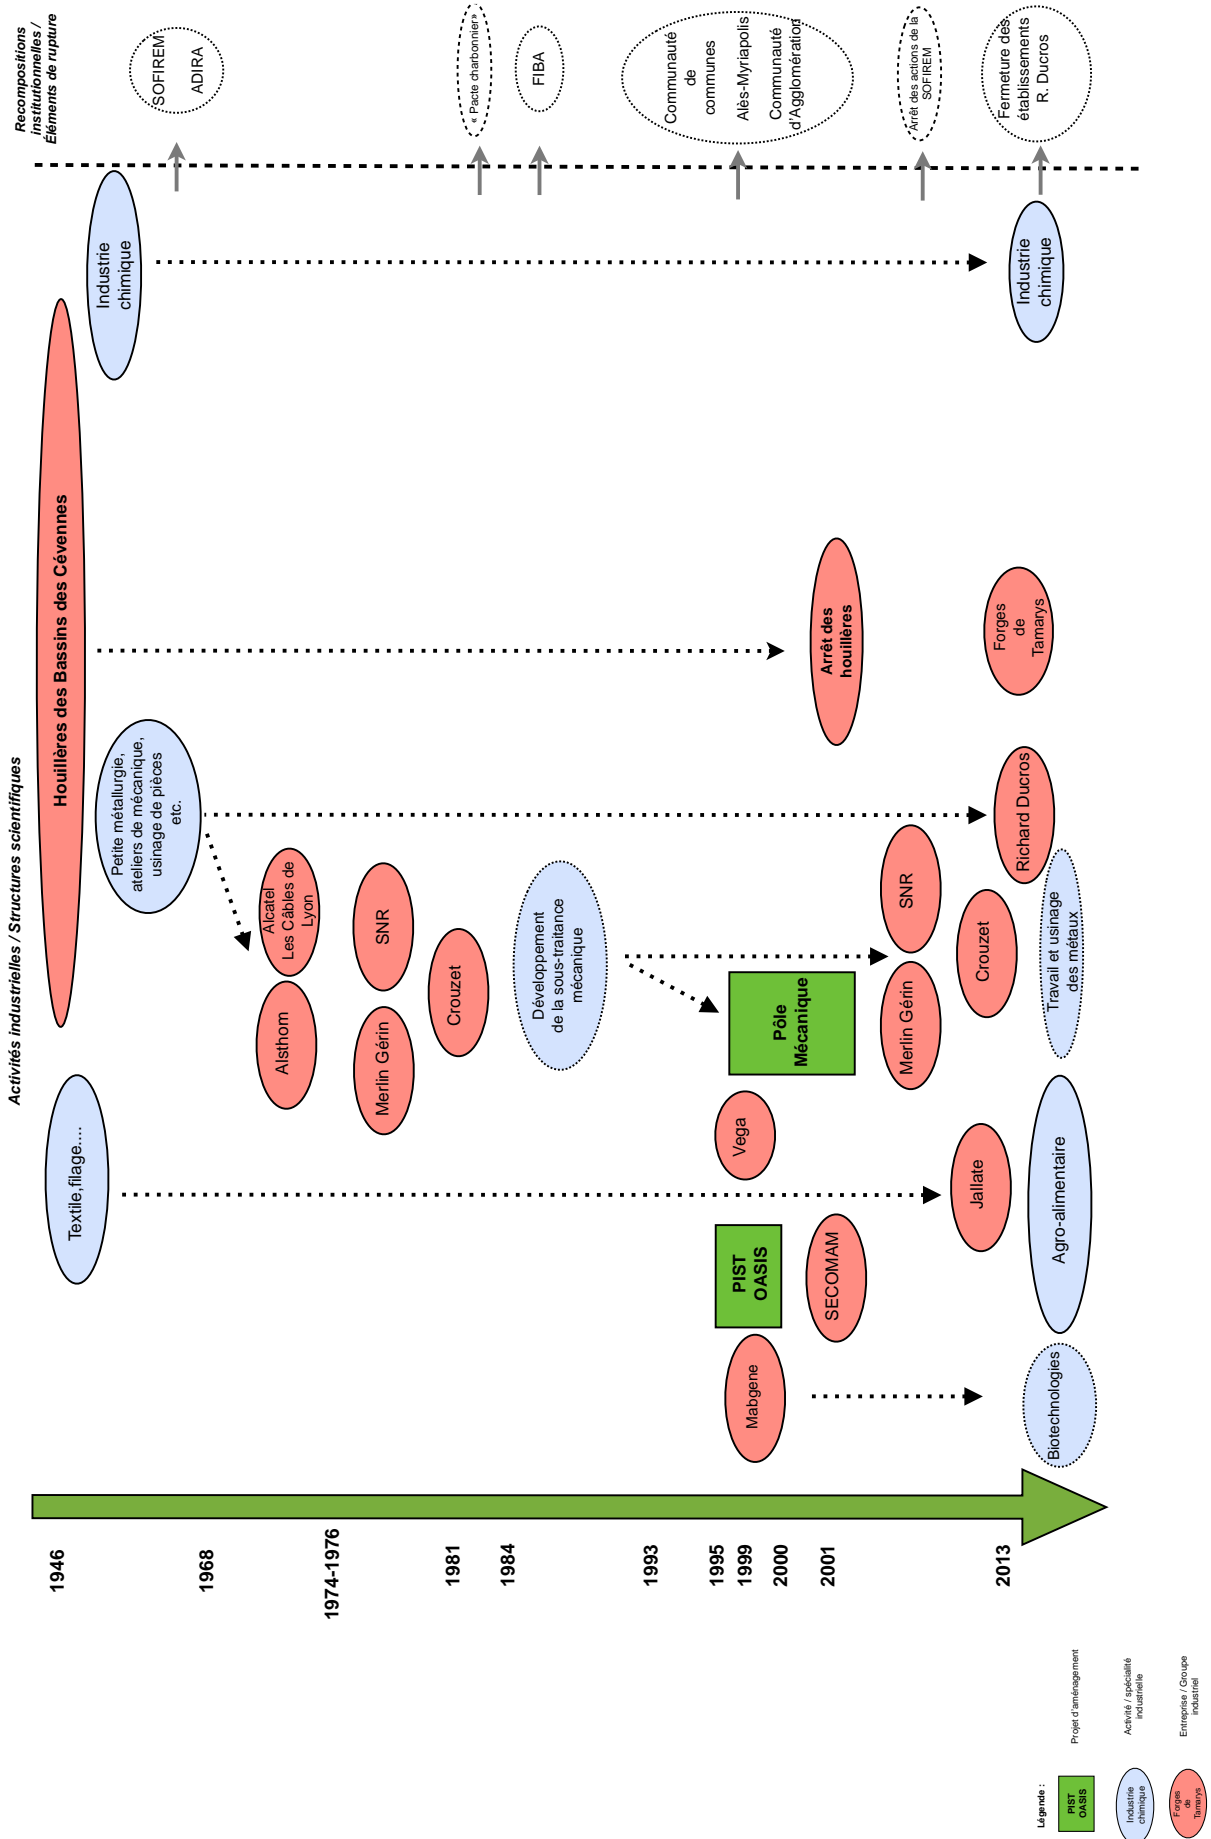 Recompositions
institutionnelles /
Éléments de rupture
SOFIREM
ADIRA
« Pacte charbonnier»
FIBA
Communauté
de
communes
Alès-Myriapolis
Communauté
d'Agglomération
Arrêt des actions de la
SOFIREM
Fermeture des
établissements
R. Ducros
Activités industrielles / Structures scientifiques
Industrie
chimique
Industrie
chimique
Houillères des Bassins des Cévennes
Arrêt des
houillères
Forges
de
Tamarys
Petite métallurgie,
ateliers de mécanique,
usinage de pièces
etc.
Richard Ducros
Alcatel
Les Câbles de
Lyon
SNR
Alsthom
Merlin Gérin
Crouzet
Développement
de la sous-traitance
mécanique
SNR
Merlin Gérin
Crouzet
Travail et usinage
des métaux
Pôle
Mécanique
Vega
Textile,filage....
Jallate
Agro-alimentaire
PIST
OASIS
SECOMAM
Mabgene
Biotechnologies
1946
1968
1974-1976
1981
1984
1993
1995
1999
2000
2001
2013
Légende :
PIST
OASIS
Projet d'aménagement
Industrie
chimique
Activité / spécialité
industrielle
Forges
de
Tamarys
Entreprise / Groupe
industriel